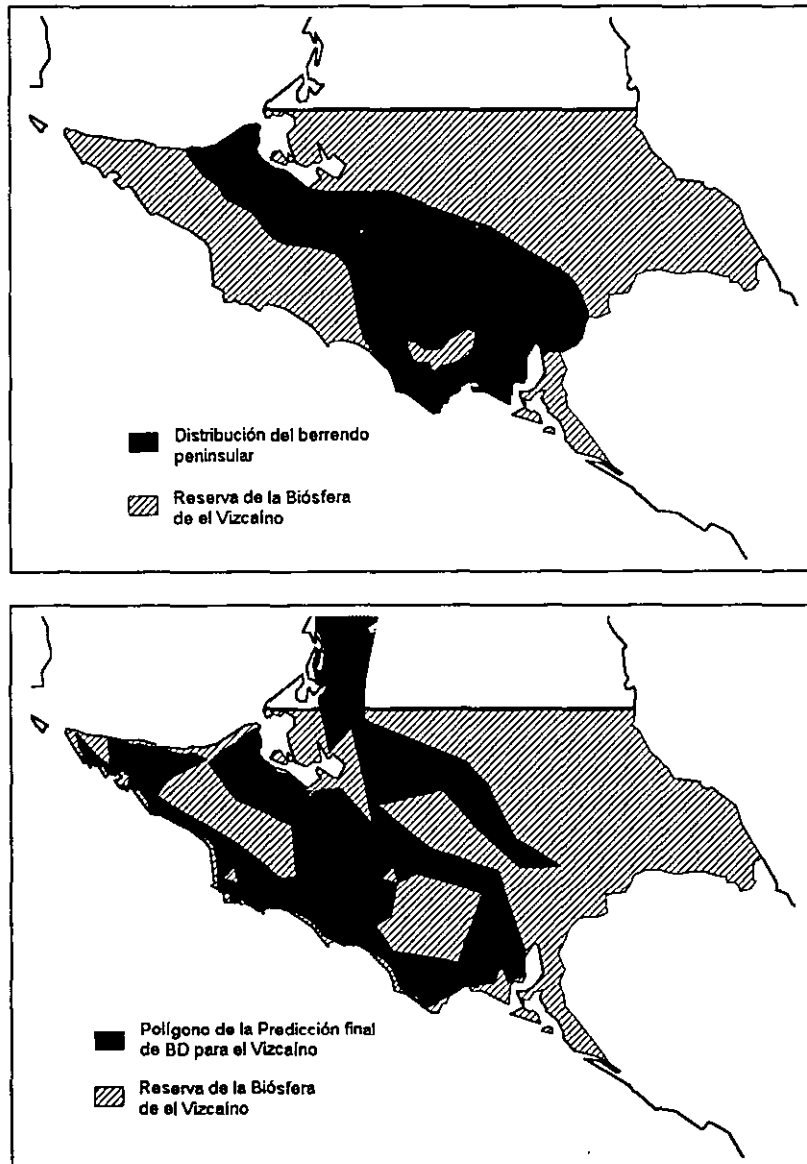 Distribución del berrendo
peninsular
Reserva de la Biósfera
de el Vizcaíno
Polígono de la Predicción final
de BD para el Vizcaíno
Reserva de la Biósfera
de el Vizcaíno